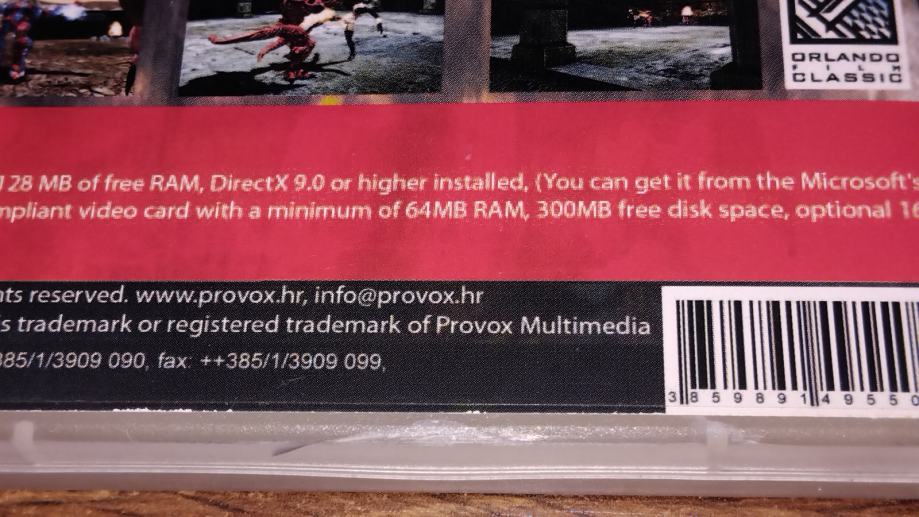 ORLANDO
FILM
CLASSIC
128 MB of free RAM, DirectX 9.0 or higher installed, (You can get it from the Microsoft's
mpliant video card with a minimum of 64MB RAM, 300MB free disk space, optional 16
nts reserved. www.provox.hr, info@provox.hr
is trademark or registered trademark of Provox Multimedia
385/1/3909 090, fax: ++385/1/3909 099,
3 859891 49550